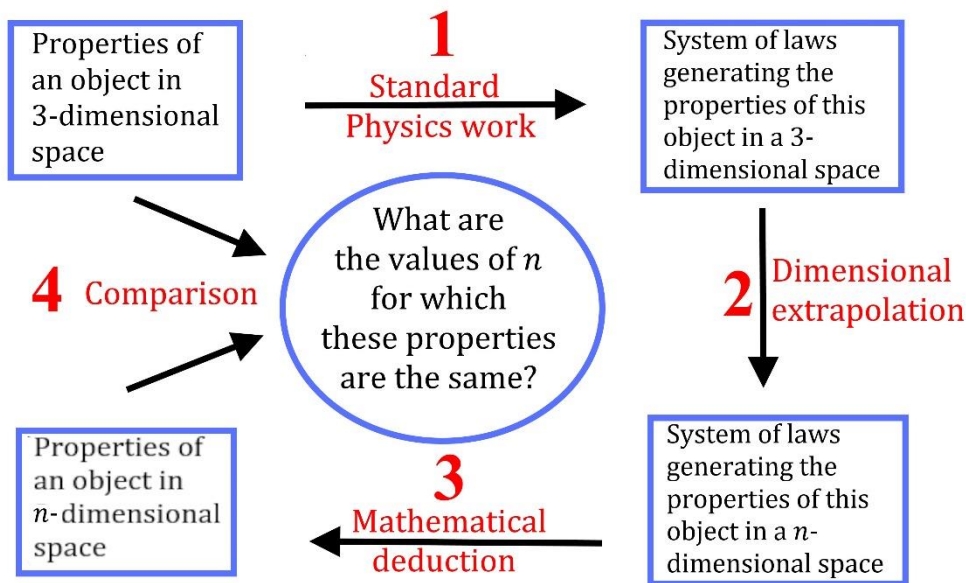 Properties of
an object in
3-dimensional
space
1
Standard
Physics work
System of laws
generating the
properties of this
object in a 3-
dimensional space
What are
the values of n
for which
these properties
are the same?
4 Comparison
2 Dimensional
extrapolation
Properties of
an object in
n-dimensional
space
3
Mathematical
deduction
System of laws
generating the
properties of this
object in a n-
dimensional space